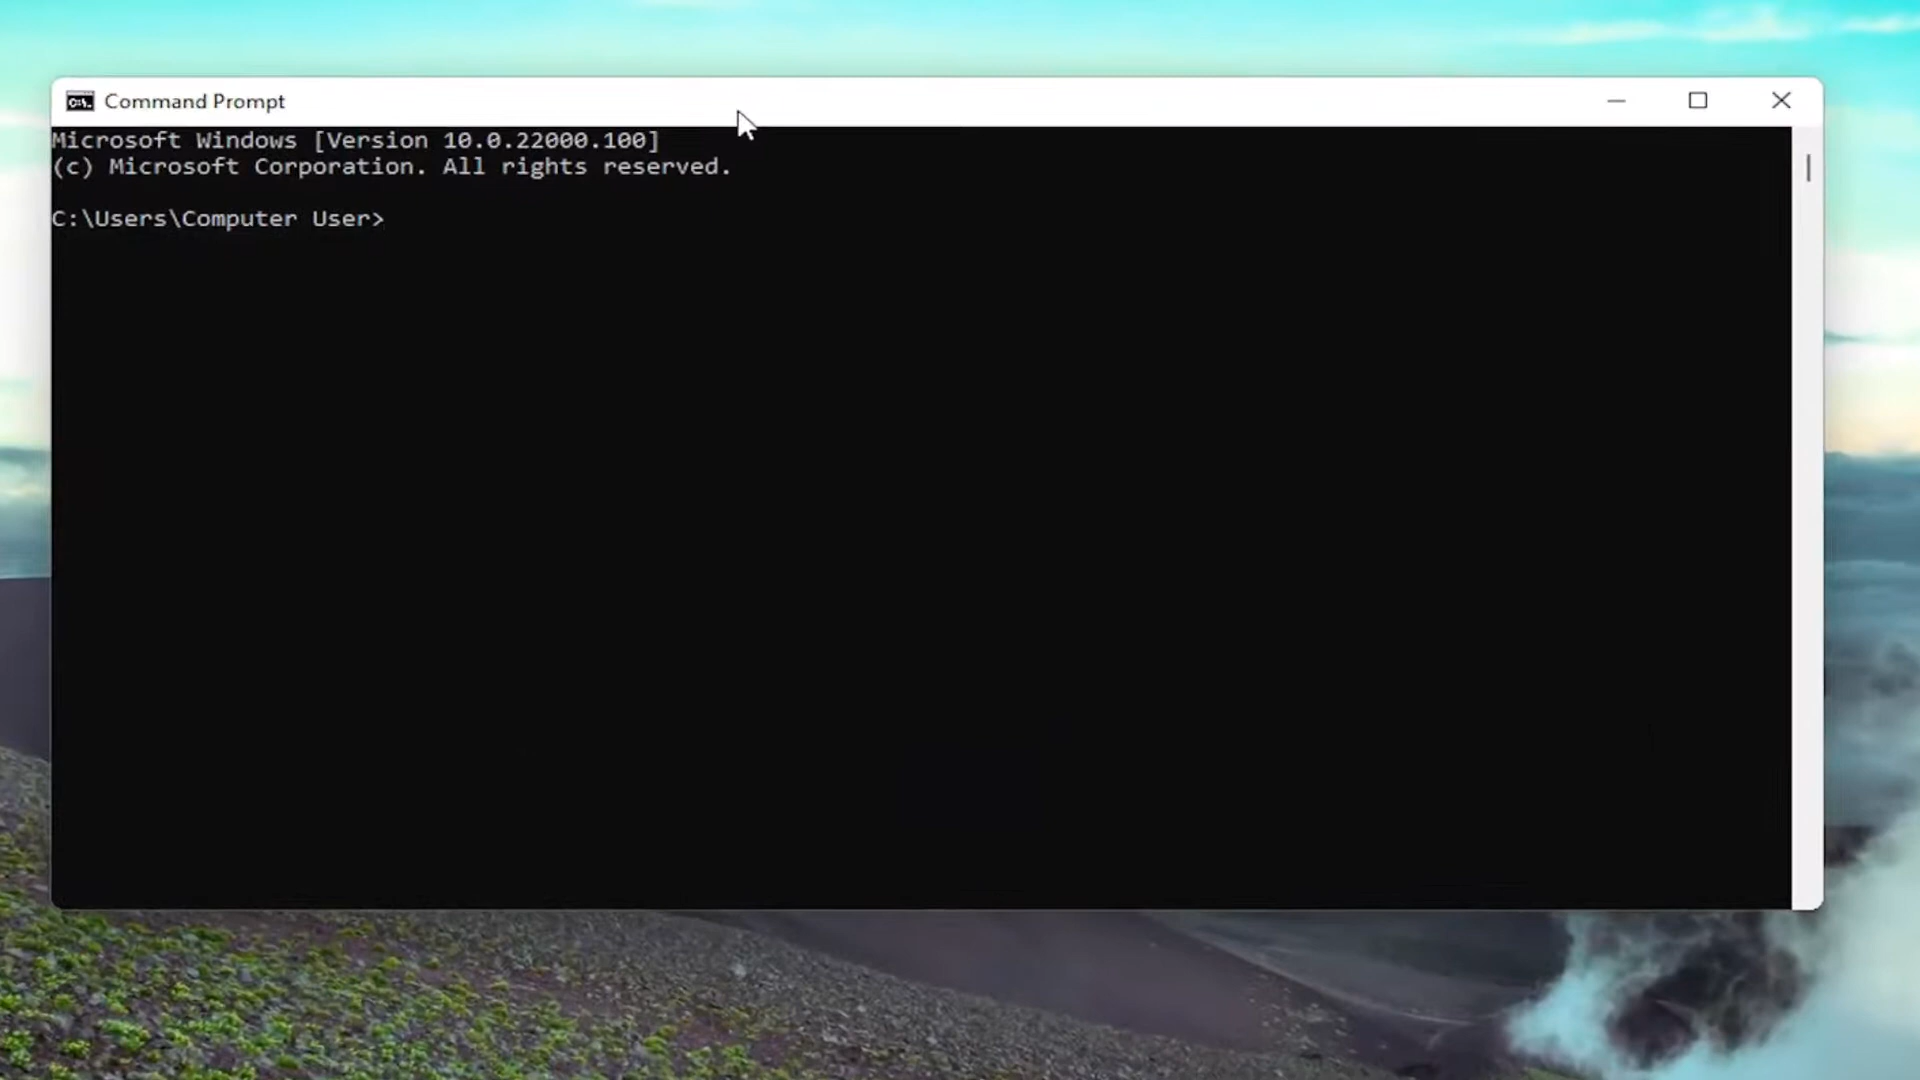 Command Prompt
Microsoft Windows [Version 10.0.22000.100]
(c) Microsoft Corporation. All rights reserved.
C:\Users\Computer User>